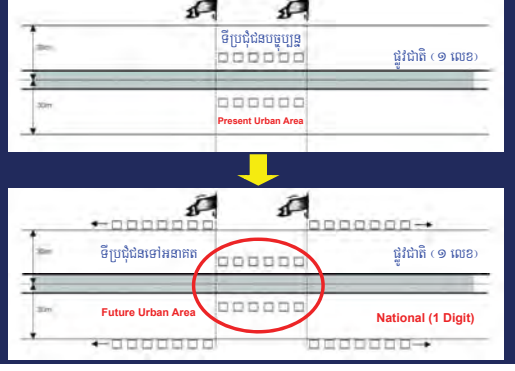 ទីប្រជុំជនបច្ចុប្បន្ន
ផ្លូវជាតិ (១ លេខ)
30m
30m
Present Urban Area
ទីប្រជុំជនទៅអនាគត
ផ្លូវជាតិ (១ លេខ)
30m
30m
Future Urban Area
National (1 Digit)